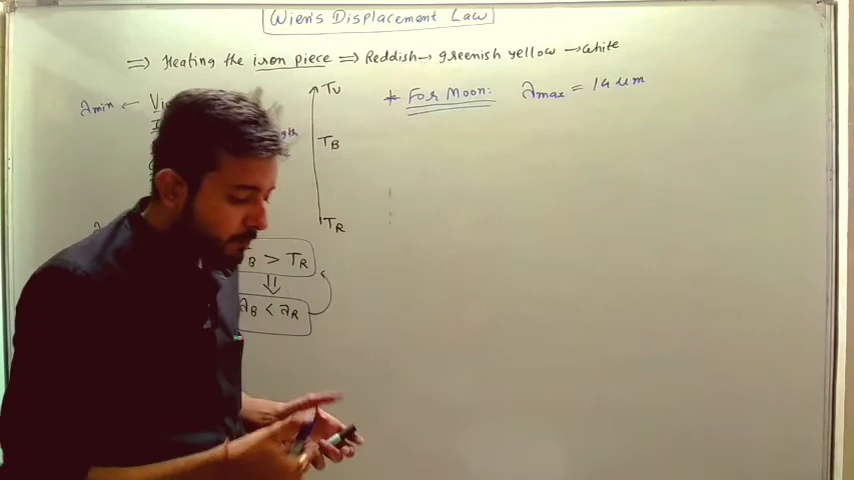 Wien's Displacement Law
⇒ Heating the iron piece ⇒ Reddish → greenish yellow → white
λmin ← Vi
TV
* For Moon: λmax = 14 μm
gth
TB
TR
B > TR
⇓
λB < λR